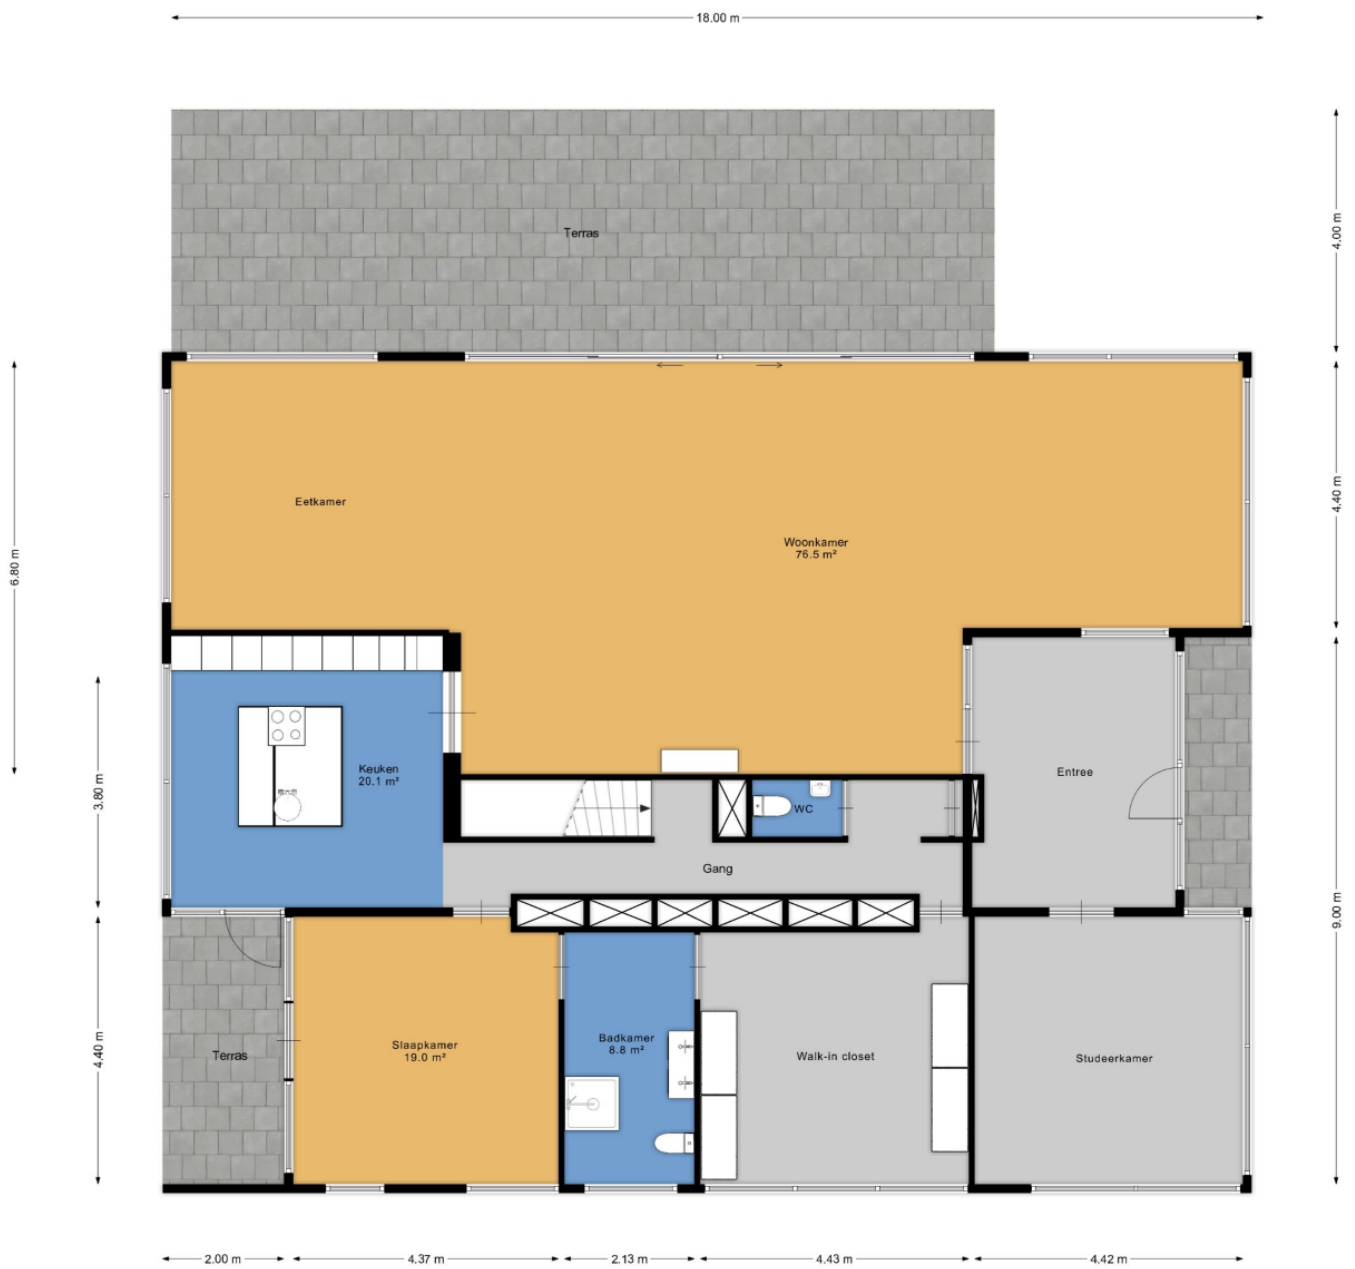 18.00 m
Terras
4.00 m
Eetkamer
Woonkamer
76.5 m²
4.40 m
6.80 m
Keuken
20.1 m²
3.80 m
WC
Entree
Gang
9.00 m
Terras
Slaapkamer
19.0 m²
Badkamer
8.8 m²
Walk-in closet
Studeerkamer
4.40 m
2.00 m
4.37 m
2.13 m
4.43 m
4.42 m